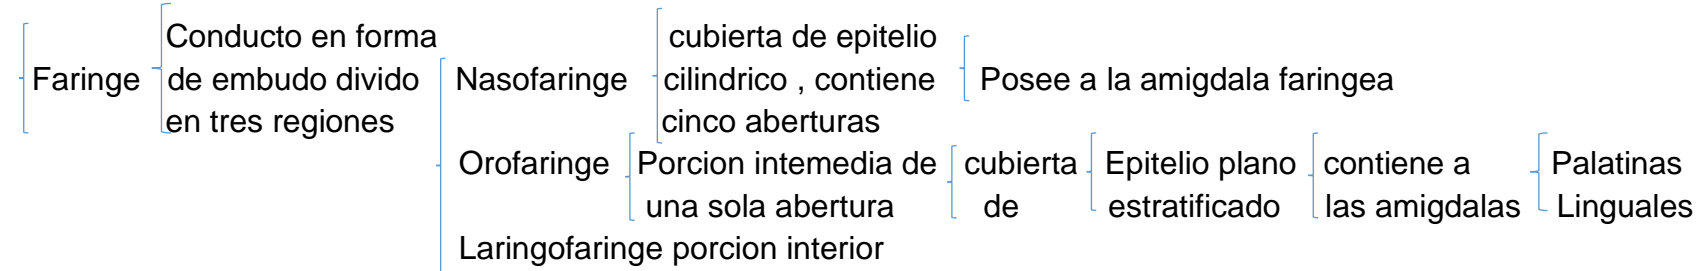 Faringe
Conducto en forma
de embudo divido
en tres regiones
Nasofaringe
cubierta de epitelio
cilindrico , contiene
cinco aberturas
Posee a la amigdala faringea
Orofaringe
Porcion intemedia de
una sola abertura
cubierta
de
Epitelio plano
estratificado
contiene a
las amigdalas
Palatinas
Linguales
Laringofaringe porcion interior